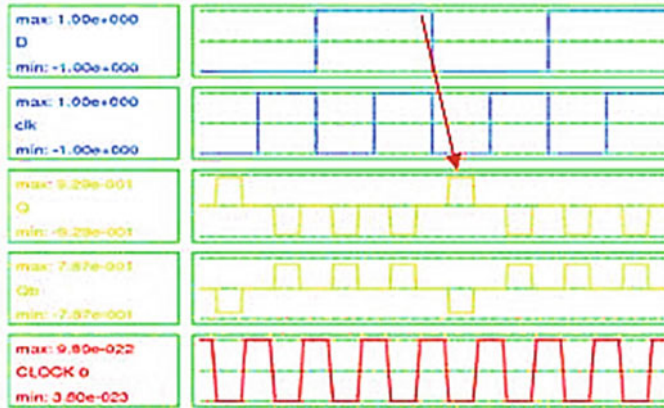 max: 1.00e+000
D
min: -1.00e+000
max: 1.00e+000
clk
min: -1.00e+000
max: 9.29e-001
Q
min: -9.29e-001
max: 7.87e-001
Qb
min: -7.87e-001
max: 9.80e-022
CLOCK 0
min: 3.80e-023